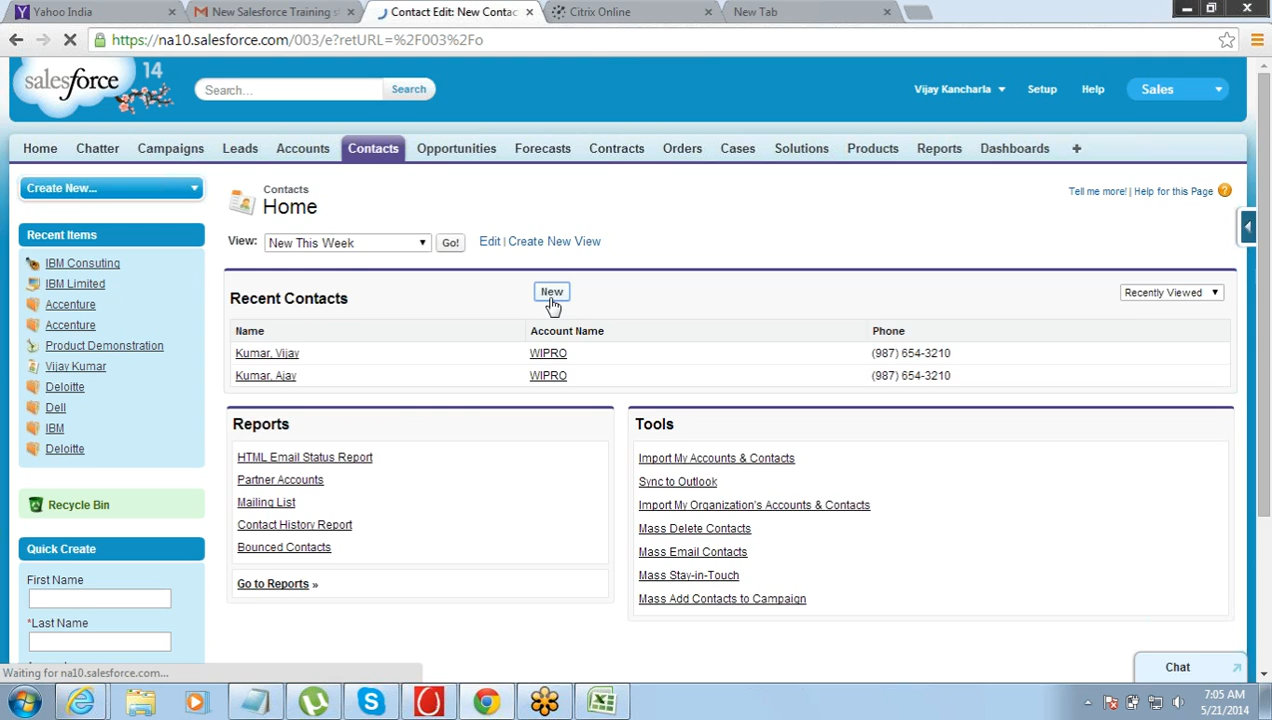 Yahoo India
New Salesforce Training s
Contact Edit: New Contac
Citrix Online
New Tab
https://na10.salesforce.com/003/e?retURL=%2F003%2Fo
salesforce
14
Search...
Search
Vijay Kancharla
Setup
Help
Sales
Home
Chatter
Campaigns
Leads
Accounts
Contacts
Opportunities
Forecasts
Contracts
Orders
Cases
Solutions
Products
Reports
Dashboards
+
Create New...
Contacts
Home
Tell me more! | Help for this Page
View: New This Week Go! Edit | Create New View
Recent Items
IBM Consulting
IBM Limited
Accenture
Accenture
Product Demonstration
Vijay Kumar
Deloitte
Dell
IBM
Deloitte
Recycle Bin
Quick Create
First Name
*Last Name
Recent Contacts
New
Recently Viewed
Name Account Name Phone
Kumar, Vijay WIPRO (987) 654-3210
Kumar, Ajay WIPRO (987) 654-3210
Reports
HTML Email Status Report
Partner Accounts
Mailing List
Contact History Report
Bounced Contacts
Go to Reports »
Tools
Import My Accounts & Contacts
Sync to Outlook
Import My Organization's Accounts & Contacts
Mass Delete Contacts
Mass Email Contacts
Mass Stay-in-Touch
Mass Add Contacts to Campaign
Chat
Waiting for na10.salesforce.com...
7:05 AM
5/21/2014